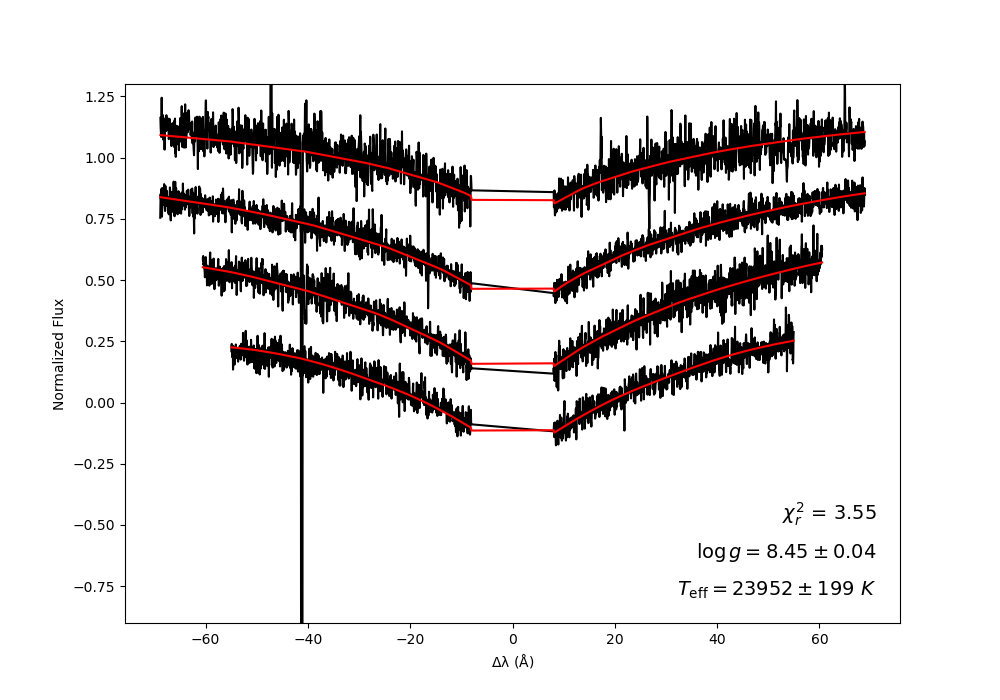 1.25
1.00
0.75
0.50
0.25
0.00
−0.25
−0.50
−0.75
Normalized Flux
χ²ᵣ = 3.55
log g = 8.45 ± 0.04
T_eff = 23952 ± 199 K
−60 −40 −20 0 20 40 60
Δλ (Å)